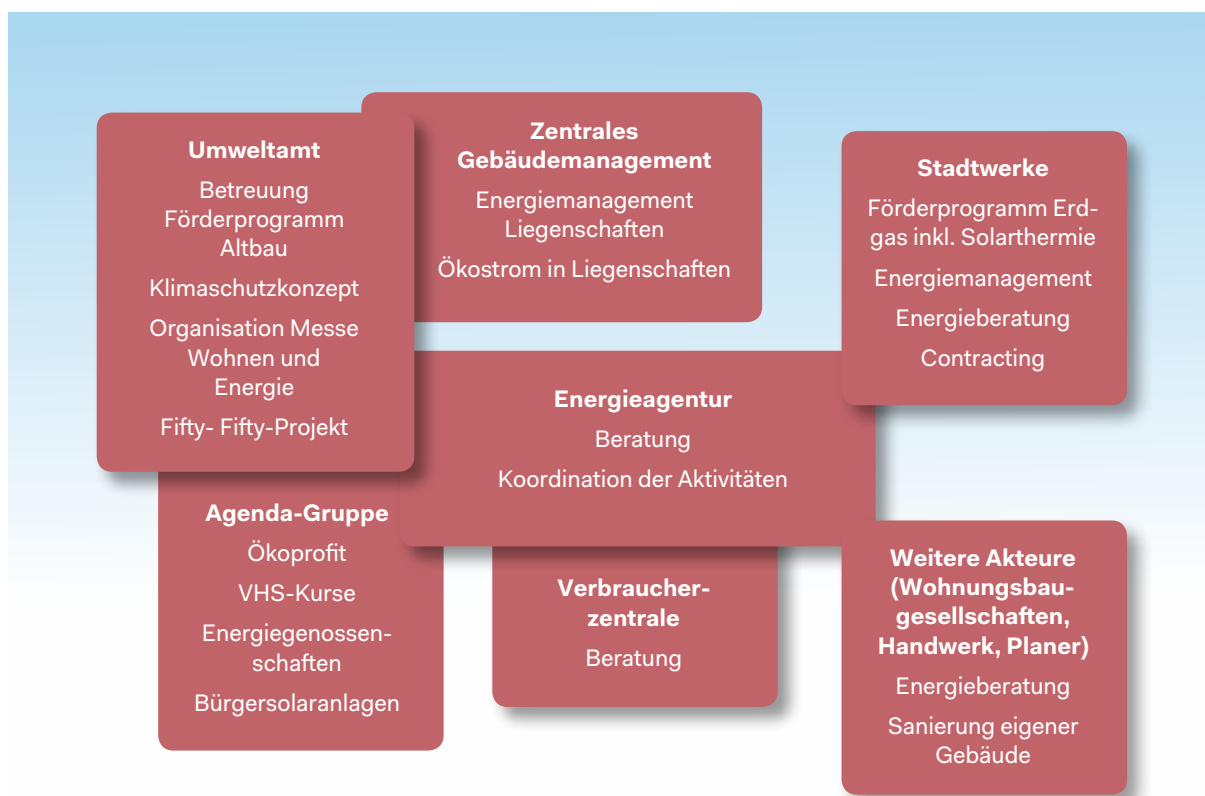 Umweltamt
Betreuung
Förderprogramm
Altbau
Klimaschutzkonzept
Organisation Messe
Wohnen und
Energie
Fifty- Fifty-Projekt
Zentrales
Gebäudemanagement
Energiemanagement
Liegenschaften
Ökostrom in Liegenschaften
Stadtwerke
Förderprogramm Erd-
gas inkl. Solarthermie
Energiemanagement
Energieberatung
Contracting
Energieagentur
Beratung
Koordination der Aktivitäten
Agenda-Gruppe
Ökoprofit
VHS-Kurse
Energiegenossen-
schaften
Bürgersolaranlagen
Verbraucher-
zentrale
Beratung
Weitere Akteure
(Wohnungsbau-
gesellschaften,
Handwerk, Planer)
Energieberatung
Sanierung eigener
Gebäude